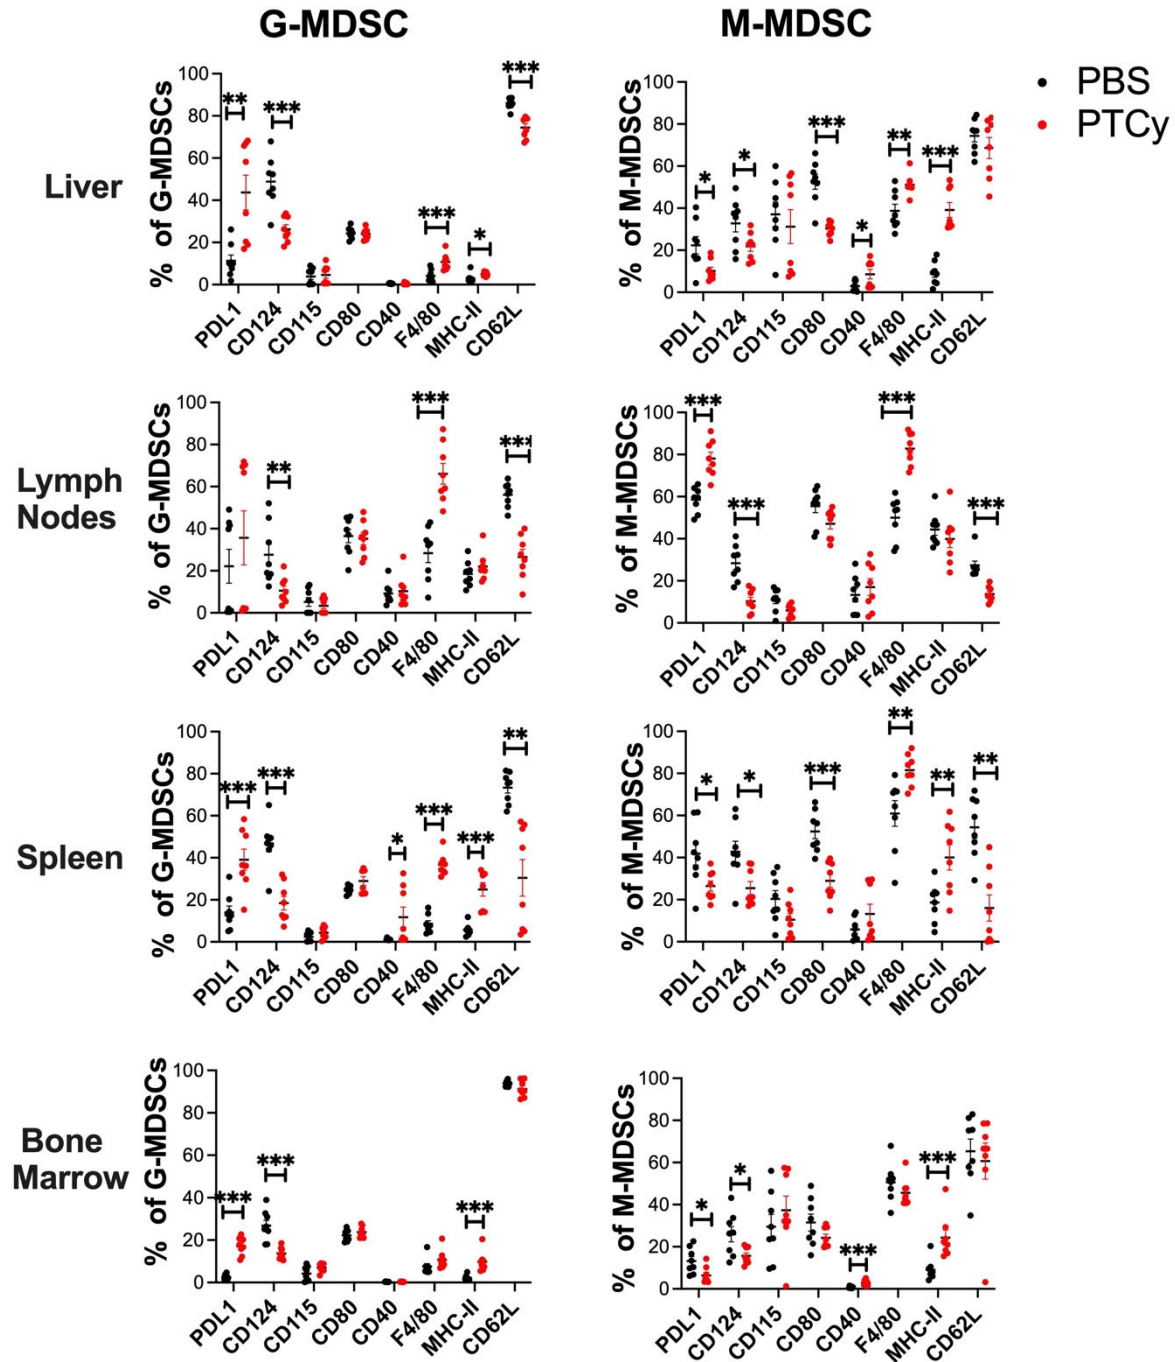 G-MDSC
M-MDSC
PBS
PTCy
Liver
% of G-MDSCs
100
80
60
40
20
0
** *** *** * ***
PDL1 CD124 CD115 CD80 CD40 F4/80 MHC-II CD62L
% of M-MDSCs
100
80
60
40
20
0
* * *** * ** ***
PDL1 CD124 CD115 CD80 CD40 F4/80 MHC-II CD62L
Lymph
Nodes
% of G-MDSCs
100
80
60
40
20
0
** *** ***
PDL1 CD124 CD115 CD80 CD40 F4/80 MHC-II CD62L
% of M-MDSCs
100
80
60
40
20
0
*** *** *** ***
PDL1 CD124 CD115 CD80 CD40 F4/80 MHC-II CD62L
Spleen
% of G-MDSCs
100
80
60
40
20
0
*** *** * *** *** **
PDL1 CD124 CD115 CD80 CD40 F4/80 MHC-II CD62L
% of M-MDSCs
100
80
60
40
20
0
* * *** ** ** **
PDL1 CD124 CD115 CD80 CD40 F4/80 MHC-II CD62L
Bone
Marrow
% of G-MDSCs
100
80
60
40
20
0
*** *** ***
PDL1 CD124 CD115 CD80 CD40 F4/80 MHC-II CD62L
% of M-MDSCs
100
80
60
40
20
0
* * *** ***
PDL1 CD124 CD115 CD80 CD40 F4/80 MHC-II CD62L